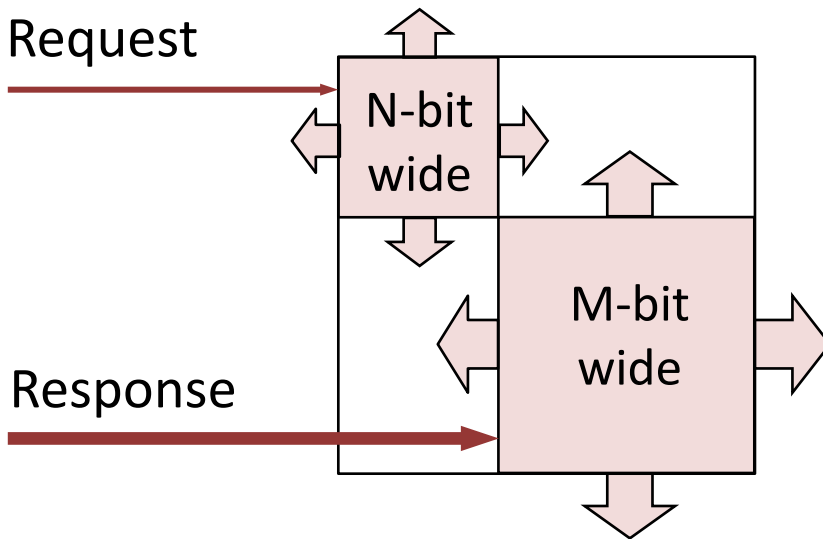 Request
N-bit
wide
M-bit
wide
Response